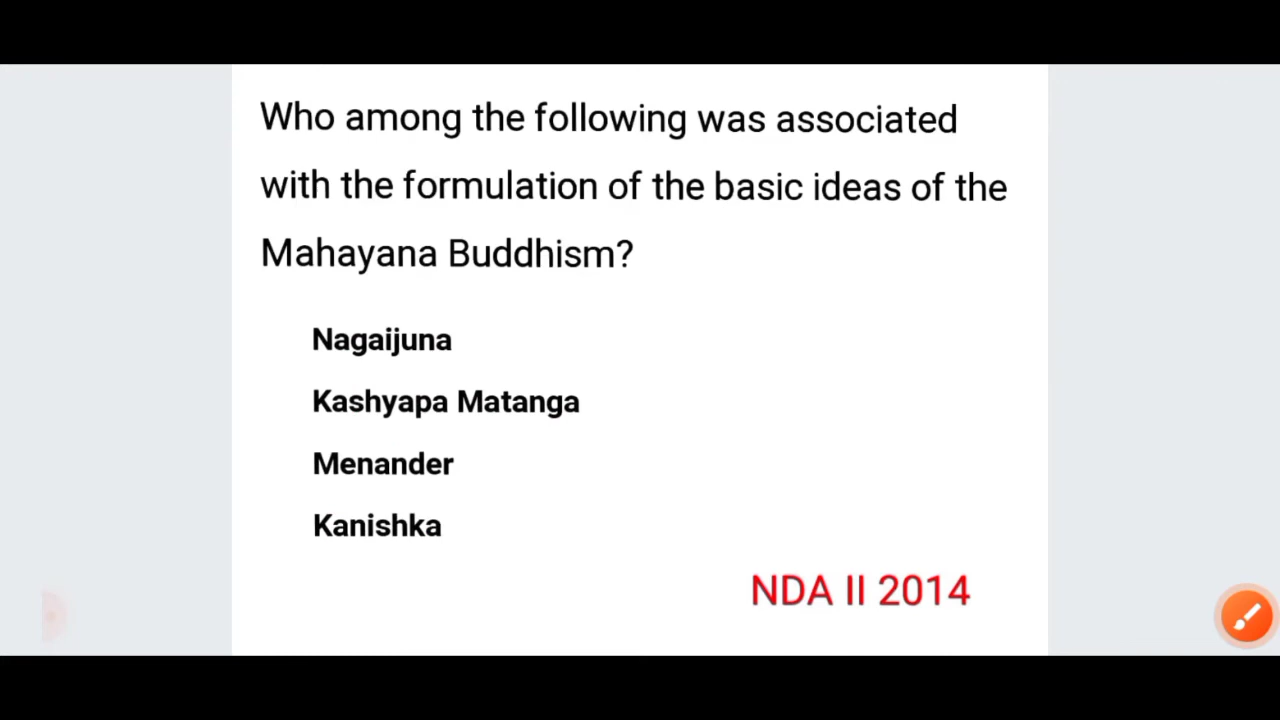 Who among the following was associated
with the formulation of the basic ideas of the
Mahayana Buddhism?
Nagaijuna
Kashyapa Matanga
Menander
Kanishka
NDA II 2014